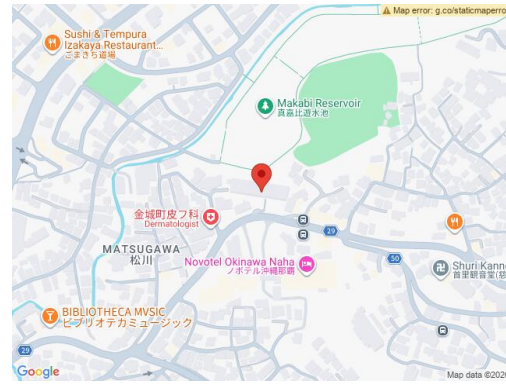 Map error: g.co/staticmaperro
Sushi & Tempura
Izakaya Restaurant...
ごまきち道場
Makabi Reservoir
真嘉比遊水池
金城町皮フ科
Dermatologist
29
MATSUGAWA
松川
50
Novotel Okinawa Naha
ノボテル沖縄那覇
Shuri Kanno
首里観音堂(慈
BIBLIOTHECA MVSIC
ビブリオテカミュージック
29
Google
Map data ©2026